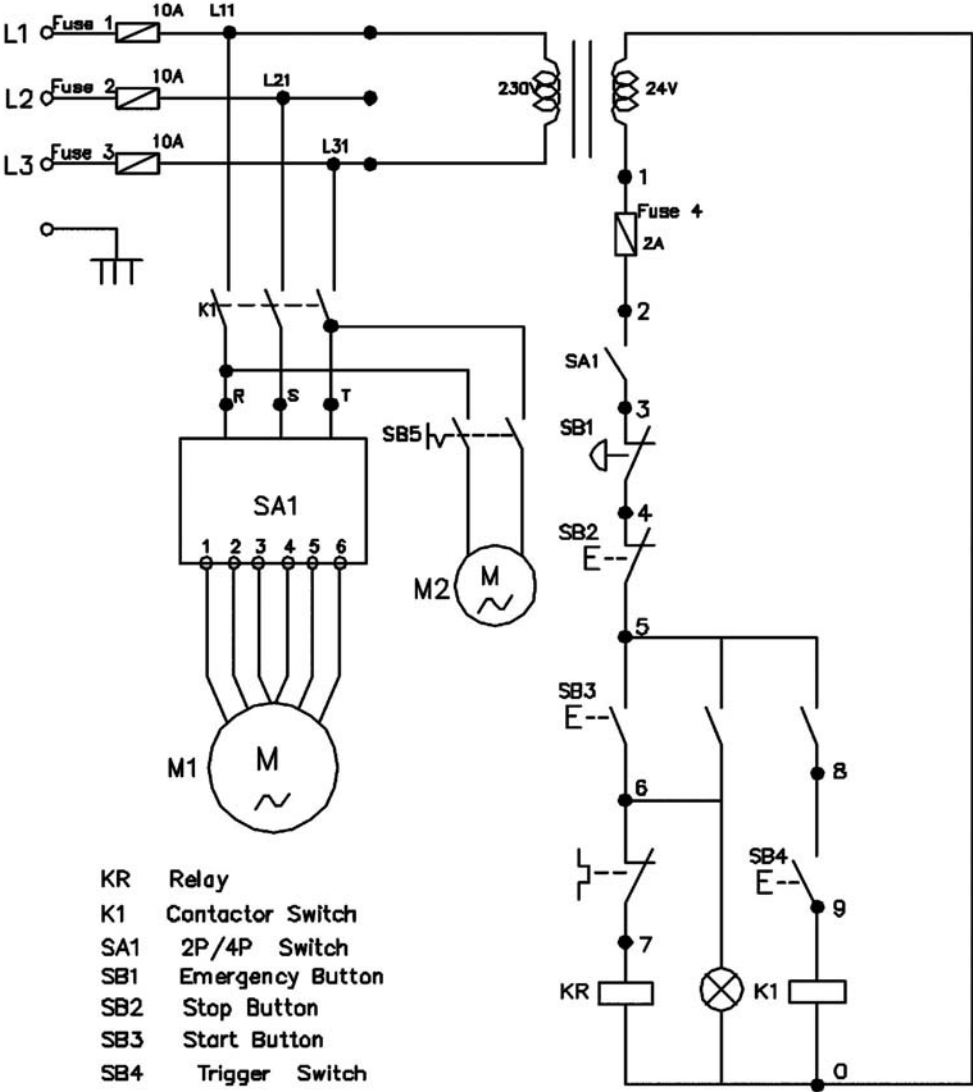 L1 Fuse 1 10A L11
L2 Fuse 2 10A L21
L3 Fuse 3 10A L31
230V 24V
1
Fuse 4
2A
2
K1
SA1
R S T
3
SB5
SB1
SA1
4
SB2
1 2 3 4 5 6
M2 M
5
SB3
M1 M
8
6
SB4
9
7
KR
K1
0
KR Relay
K1 Contactor Switch
SA1 2P/4P Switch
SB1 Emergency Button
SB2 Stop Button
SB3 Start Button
SB4 Trigger Switch